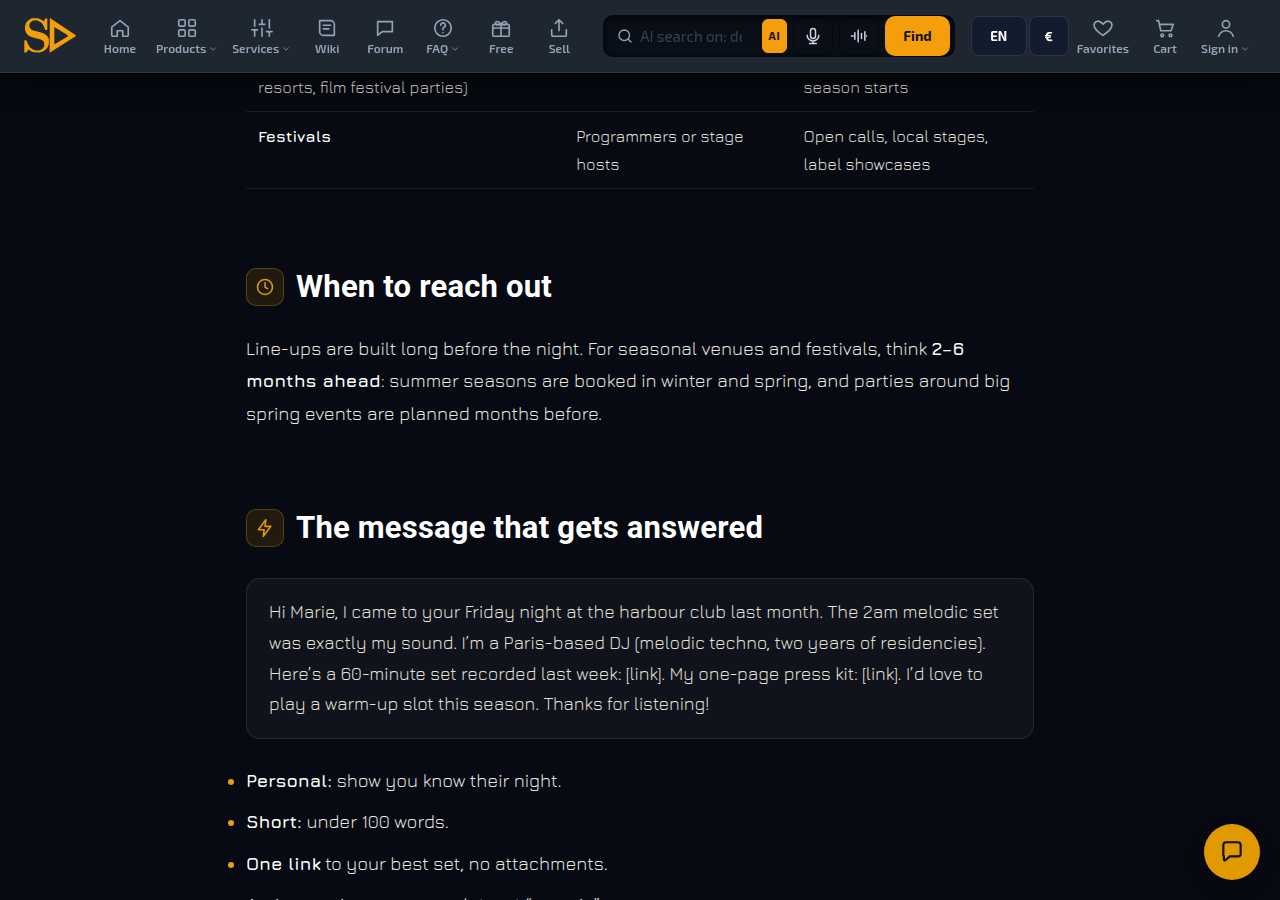 Home
Products
Services
Wiki
Forum
FAQ
Free
Sell
AI search on:
AI
Find
EN
€
Favorites
Cart
Sign in
resorts, film festival parties)
season starts
Festivals
Programmers or stage
hosts
Open calls, local stages,
label showcases
When to reach out
Line-ups are built long before the night. For seasonal venues and festivals, think 2–6
months ahead: summer seasons are booked in winter and spring, and parties around big
spring events are planned months before.
The message that gets answered
Hi Marie, I came to your Friday night at the harbour club last month. The 2am melodic set
was exactly my sound. I'm a Paris-based DJ (melodic techno, two years of residencies).
Here's a 60-minute set recorded last week: [link]. My one-page press kit: [link]. I'd love to
play a warm-up slot this season. Thanks for listening!
Personal: show you know their night.
Short: under 100 words.
One link to your best set, no attachments.